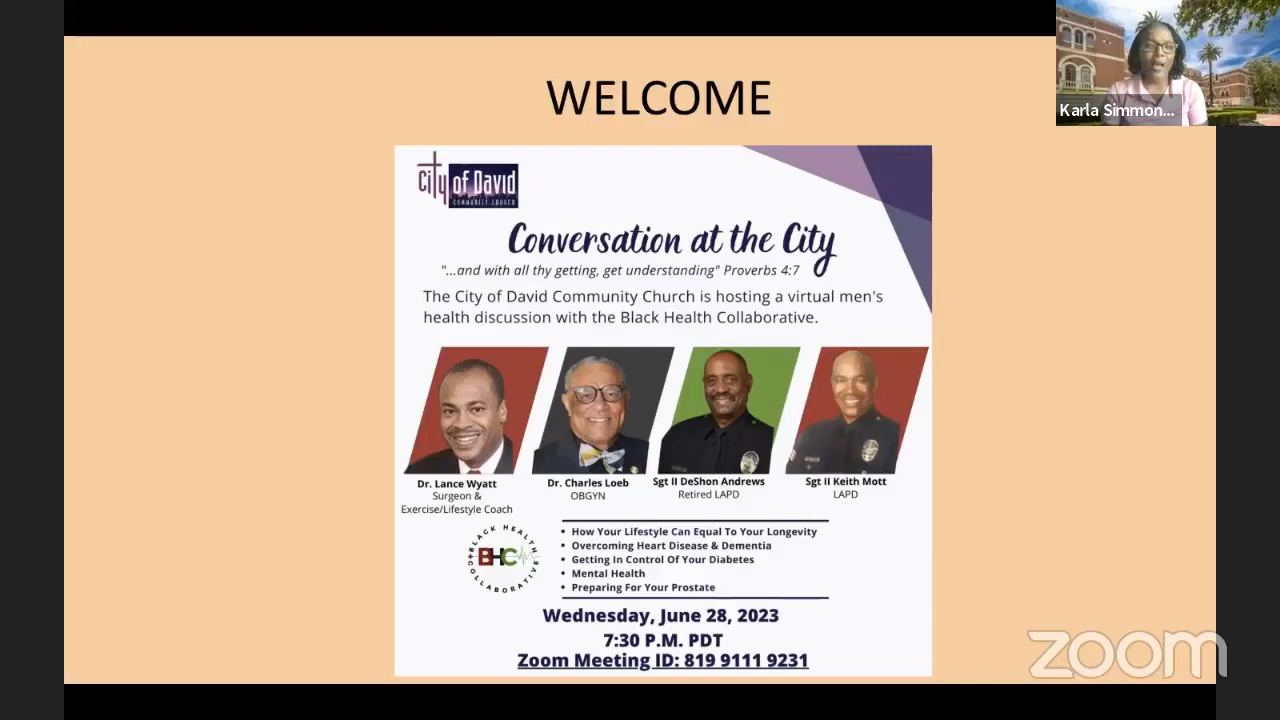 WELCOME
Karla Simmon...
City of David
COMMUNITY CHURCH
Conversation at the City
"...and with all thy getting, get understanding" Proverbs 4:7
The City of David Community Church is hosting a virtual men's
health discussion with the Black Health Collaborative.
Dr. Lance Wyatt
Surgeon &
Exercise/Lifestyle Coach
Dr. Charles Loeb
OBGYN
Sgt II DeShon Andrews
Retired LAPD
Sgt II Keith Mott
LAPD
BLACK HEALTH
BHC
COLLABORATIVE
• How Your Lifestyle Can Equal To Your Longevity
• Overcoming Heart Disease & Dementia
• Getting In Control Of Your Diabetes
• Mental Health
• Preparing For Your Prostate
Wednesday, June 28, 2023
7:30 P.M. PDT
Zoom Meeting ID: 819 9111 9231
zoom